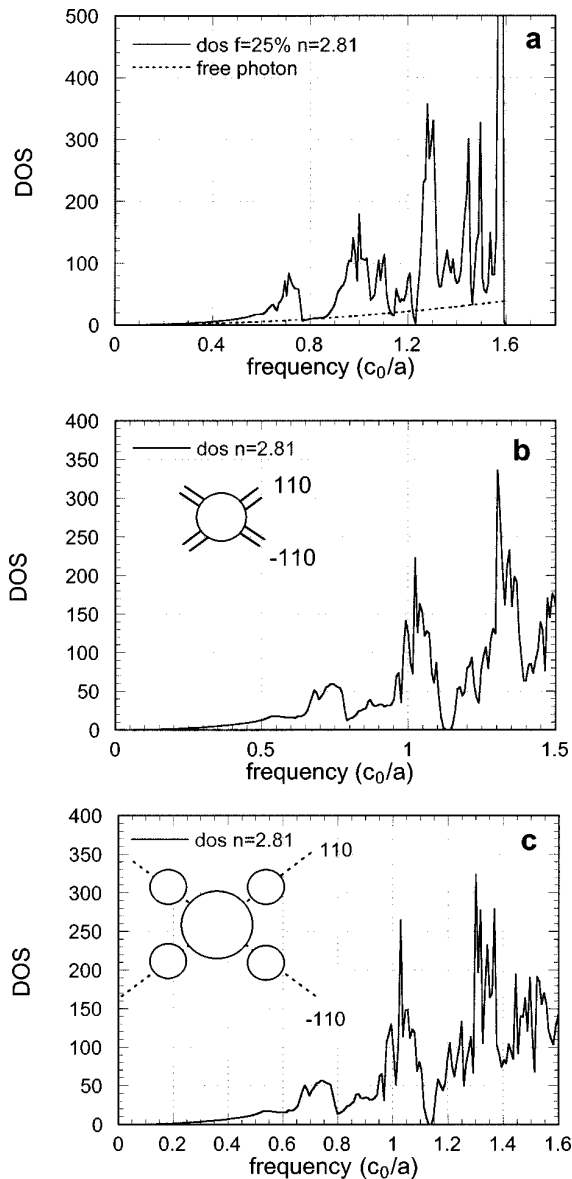 dos f=25% n=2.81
free photon
a
500
400
300
200
100
0
DOS
0 0.4 0.8 1.2 1.6
frequency (c₀/a)
dos n=2.81
b
110
-110
400
350
300
250
200
150
100
50
0
DOS
0 0.5 1 1.5
frequency (c₀/a)
dos n=2.81
c
110
-110
400
350
300
250
200
150
100
50
0
DOS
0 0.2 0.4 0.6 0.8 1 1.2 1.4 1.6
frequency (c₀/a)